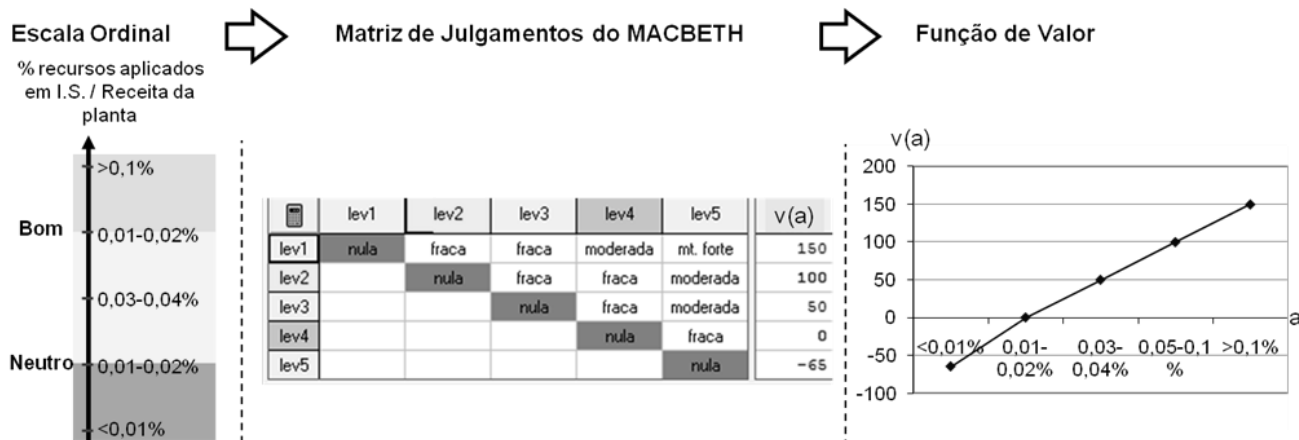 Escala Ordinal
Matriz de Julgamentos do MACBETH
Função de Valor
% recursos aplicados
em I.S. / Receita da
planta
>0,1%
Bom
0,01-0,02%
0,03-0,04%
Neutro
0,01-0,02%
<0,01%
lev1 lev2 lev3 lev4 lev5 v(a)
lev1 nula fraca fraca moderada mt. forte 150
lev2 nula fraca fraca moderada 100
lev3 nula fraca moderada 50
lev4 nula fraca 0
lev5 nula -65
v(a)
200
150
100
50
0
-50
-100
a
<0,01% 0,01- 0,03- 0,05-0,1 >0,1%
0,02% 0,04% %